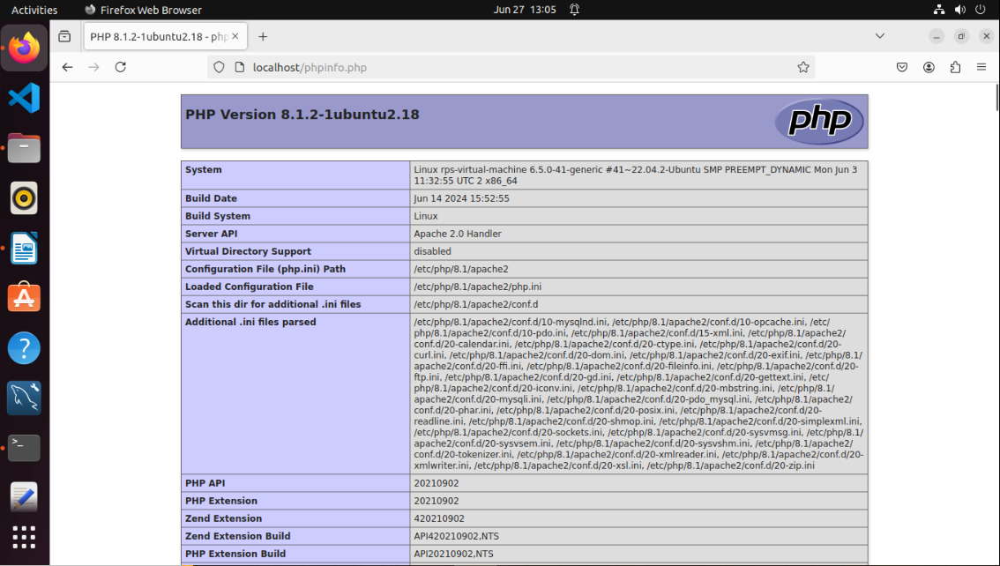 Activities
Firefox Web Browser
Jun 27 13:05
PHP 8.1.2-1ubuntu2.18 - php
localhost/phpinfo.php
PHP Version 8.1.2-1ubuntu2.18
php
System
Linux rps-virtual-machine 6.5.0-41-generic #41~22.04.2-Ubuntu SMP PREEMPT_DYNAMIC Mon Jun 3
11:32:55 UTC 2 x86_64
Build Date
Jun 14 2024 15:52:55
Build System
Linux
Server API
Apache 2.0 Handler
Virtual Directory Support
disabled
Configuration File (php.ini) Path
/etc/php/8.1/apache2
Loaded Configuration File
/etc/php/8.1/apache2/php.ini
Scan this dir for additional .ini files
/etc/php/8.1/apache2/conf.d
Additional .ini files parsed
/etc/php/8.1/apache2/conf.d/10-mysqlnd.ini, /etc/php/8.1/apache2/conf.d/10-opcache.ini, /etc/
php/8.1/apache2/conf.d/10-pdo.ini, /etc/php/8.1/apache2/conf.d/15-xml.ini, /etc/php/8.1/apache2/
conf.d/20-calendar.ini, /etc/php/8.1/apache2/conf.d/20-ctype.ini, /etc/php/8.1/apache2/conf.d/20-
curl.ini, /etc/php/8.1/apache2/conf.d/20-dom.ini, /etc/php/8.1/apache2/conf.d/20-exif.ini, /etc/php/8.1/
apache2/conf.d/20-ffi.ini, /etc/php/8.1/apache2/conf.d/20-fileinfo.ini, /etc/php/8.1/apache2/conf.d/20-
ftp.ini, /etc/php/8.1/apache2/conf.d/20-gd.ini, /etc/php/8.1/apache2/conf.d/20-gettext.ini, /etc/
php/8.1/apache2/conf.d/20-iconv.ini, /etc/php/8.1/apache2/conf.d/20-mbstring.ini, /etc/php/8.1/
apache2/conf.d/20-mysqli.ini, /etc/php/8.1/apache2/conf.d/20-pdo_mysql.ini, /etc/php/8.1/apache2/
conf.d/20-phar.ini, /etc/php/8.1/apache2/conf.d/20-posix.ini, /etc/php/8.1/apache2/conf.d/20-
readline.ini, /etc/php/8.1/apache2/conf.d/20-shmop.ini, /etc/php/8.1/apache2/conf.d/20-simplexml.ini,
/etc/php/8.1/apache2/conf.d/20-sockets.ini, /etc/php/8.1/apache2/conf.d/20-sysvmsg.ini, /etc/php/8.1/
apache2/conf.d/20-sysvsem.ini, /etc/php/8.1/apache2/conf.d/20-sysvshm.ini, /etc/php/8.1/apache2/
conf.d/20-tokenizer.ini, /etc/php/8.1/apache2/conf.d/20-xmlreader.ini, /etc/php/8.1/apache2/conf.d/20-
xmlwriter.ini, /etc/php/8.1/apache2/conf.d/20-xsl.ini, /etc/php/8.1/apache2/conf.d/20-zip.ini
PHP API
20210902
PHP Extension
20210902
Zend Extension
420210902
Zend Extension Build
API420210902,NTS
PHP Extension Build
API20210902,NTS